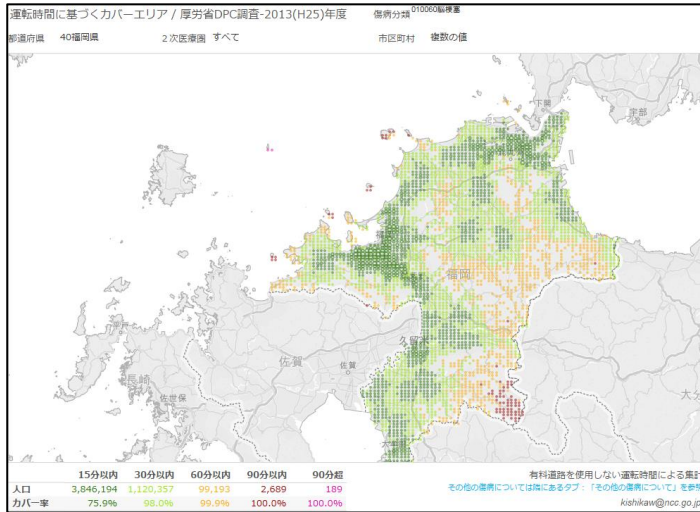 運転時間に基づくカバーエリア / 厚労省DPC調査-2013(H25)年度 傷病分類 010060脳梗塞
都道府県 40福岡県 2次医療圏 すべて 市区町村 複数の値
下関
宇部
福岡
久留米
佐賀
佐賀
長崎
佐世保
大分
15分以内 30分以内 60分以内 90分以内 90分超
人口 3,846,194 1,120,357 99,193 2,689 189
カバー率 75.9% 98.0% 99.9% 100.0% 100.0%
有料道路を使用しない運転時間による集計
その他の傷病については隣にあるタブ：「その他の傷病について」を参照
kishikaw@ncc.go.jp